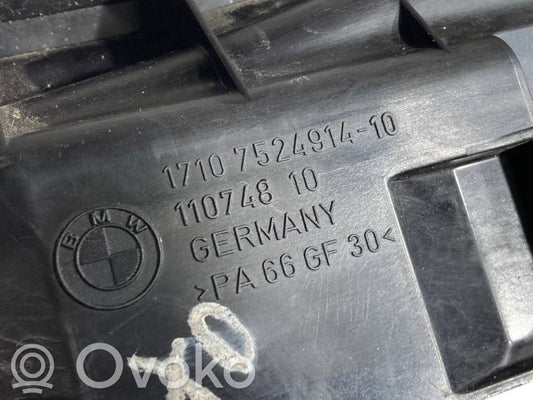 1710 7524914-10
110748 10
GERMANY
>PA 66 GF 30<
BMW
Ovoko